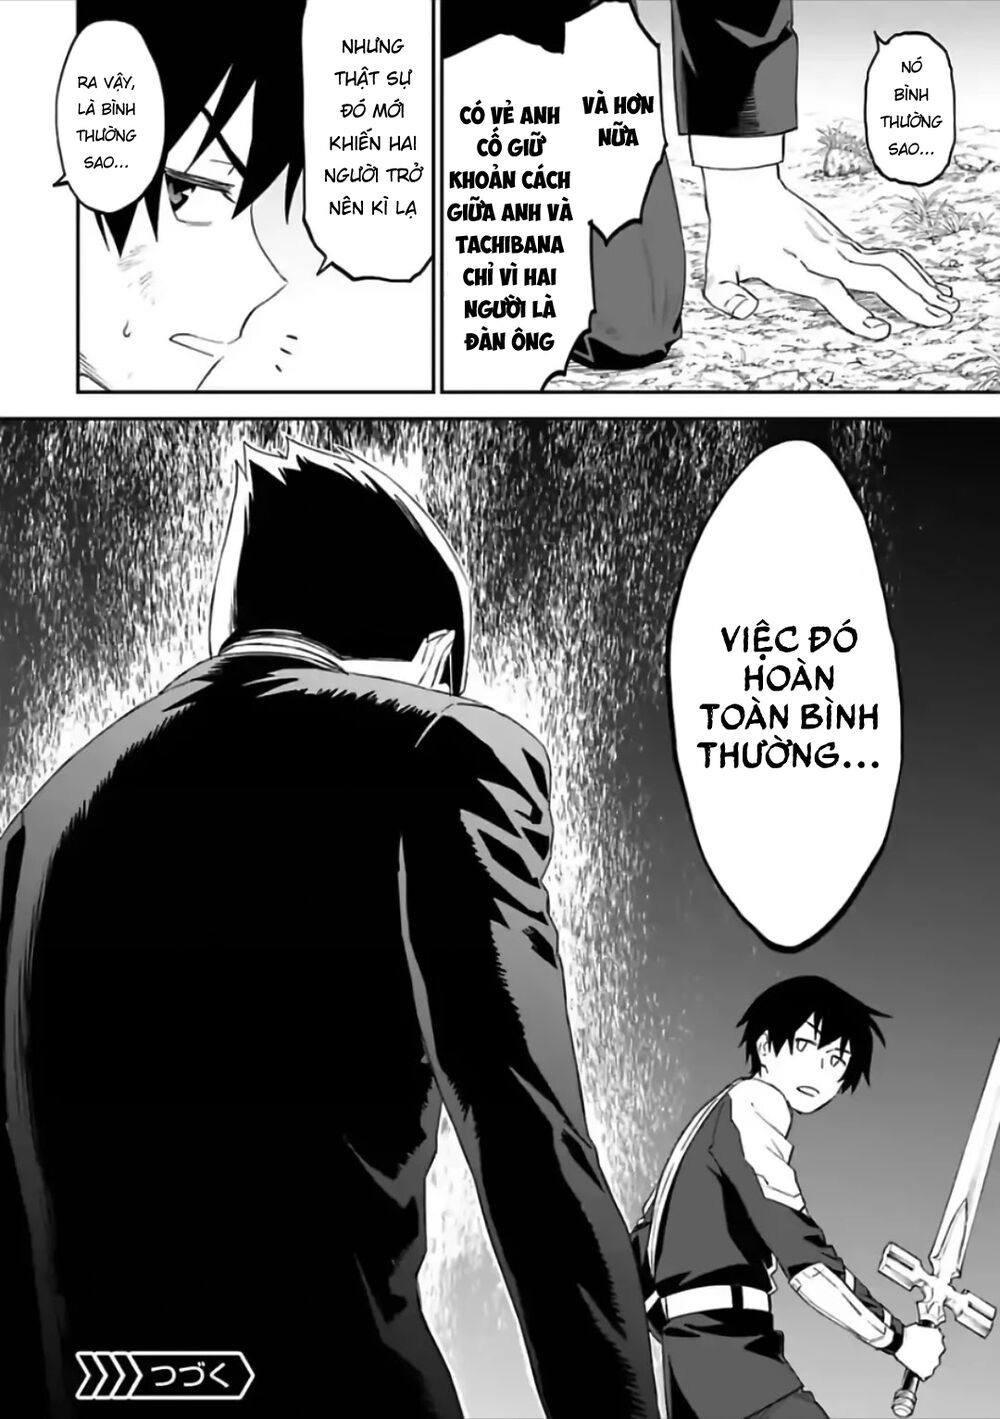 NÓ
BÌNH
THƯỜNG
SAO...
VÀ HƠN
NỮA
CÓ VẺ ANH
CỐ GIỮ
KHOẢN CÁCH
GIỮA ANH VÀ
TACHIBANA
CHỈ VÌ HAI
NGƯỜI LÀ
ĐÀN ÔNG
NHƯNG
THẬT SỰ
ĐÓ MỚI
KHIẾN HAI
NGƯỜI TRỞ
NÊN KÌ LẠ
RA VẬY,
LÀ BÌNH
THƯỜNG
SAO...
VIỆC ĐÓ
HOÀN
TOÀN BÌNH
THƯỜNG...
つづく